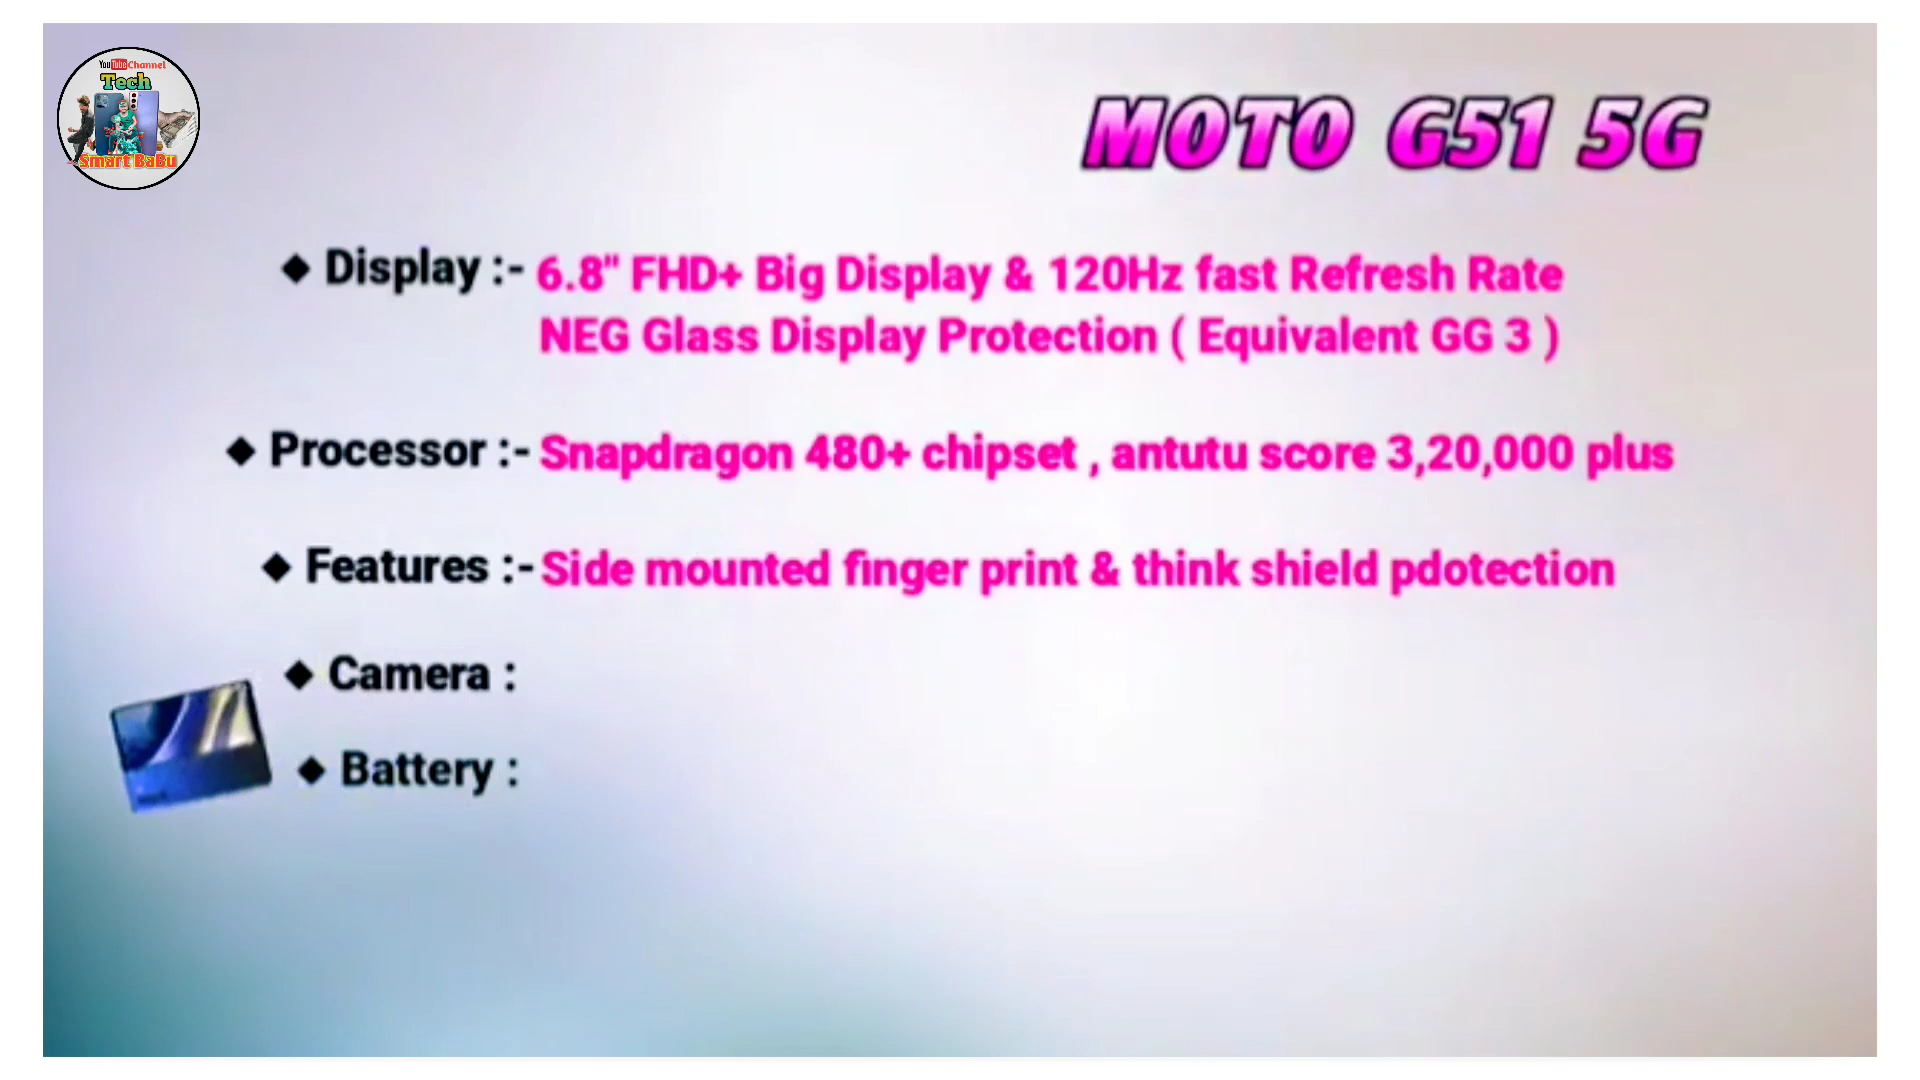 YouTube Channel
Tech
Smart BaBu
MOTO G51 5G
◆ Display :- 6.8" FHD+ Big Display & 120Hz fast Refresh Rate
NEG Glass Display Protection ( Equivalent GG 3 )
◆ Processor :- Snapdragon 480+ chipset , antutu score 3,20,000 plus
◆ Features :- Side mounted finger print & think shield pdotection
◆ Camera :
◆ Battery :